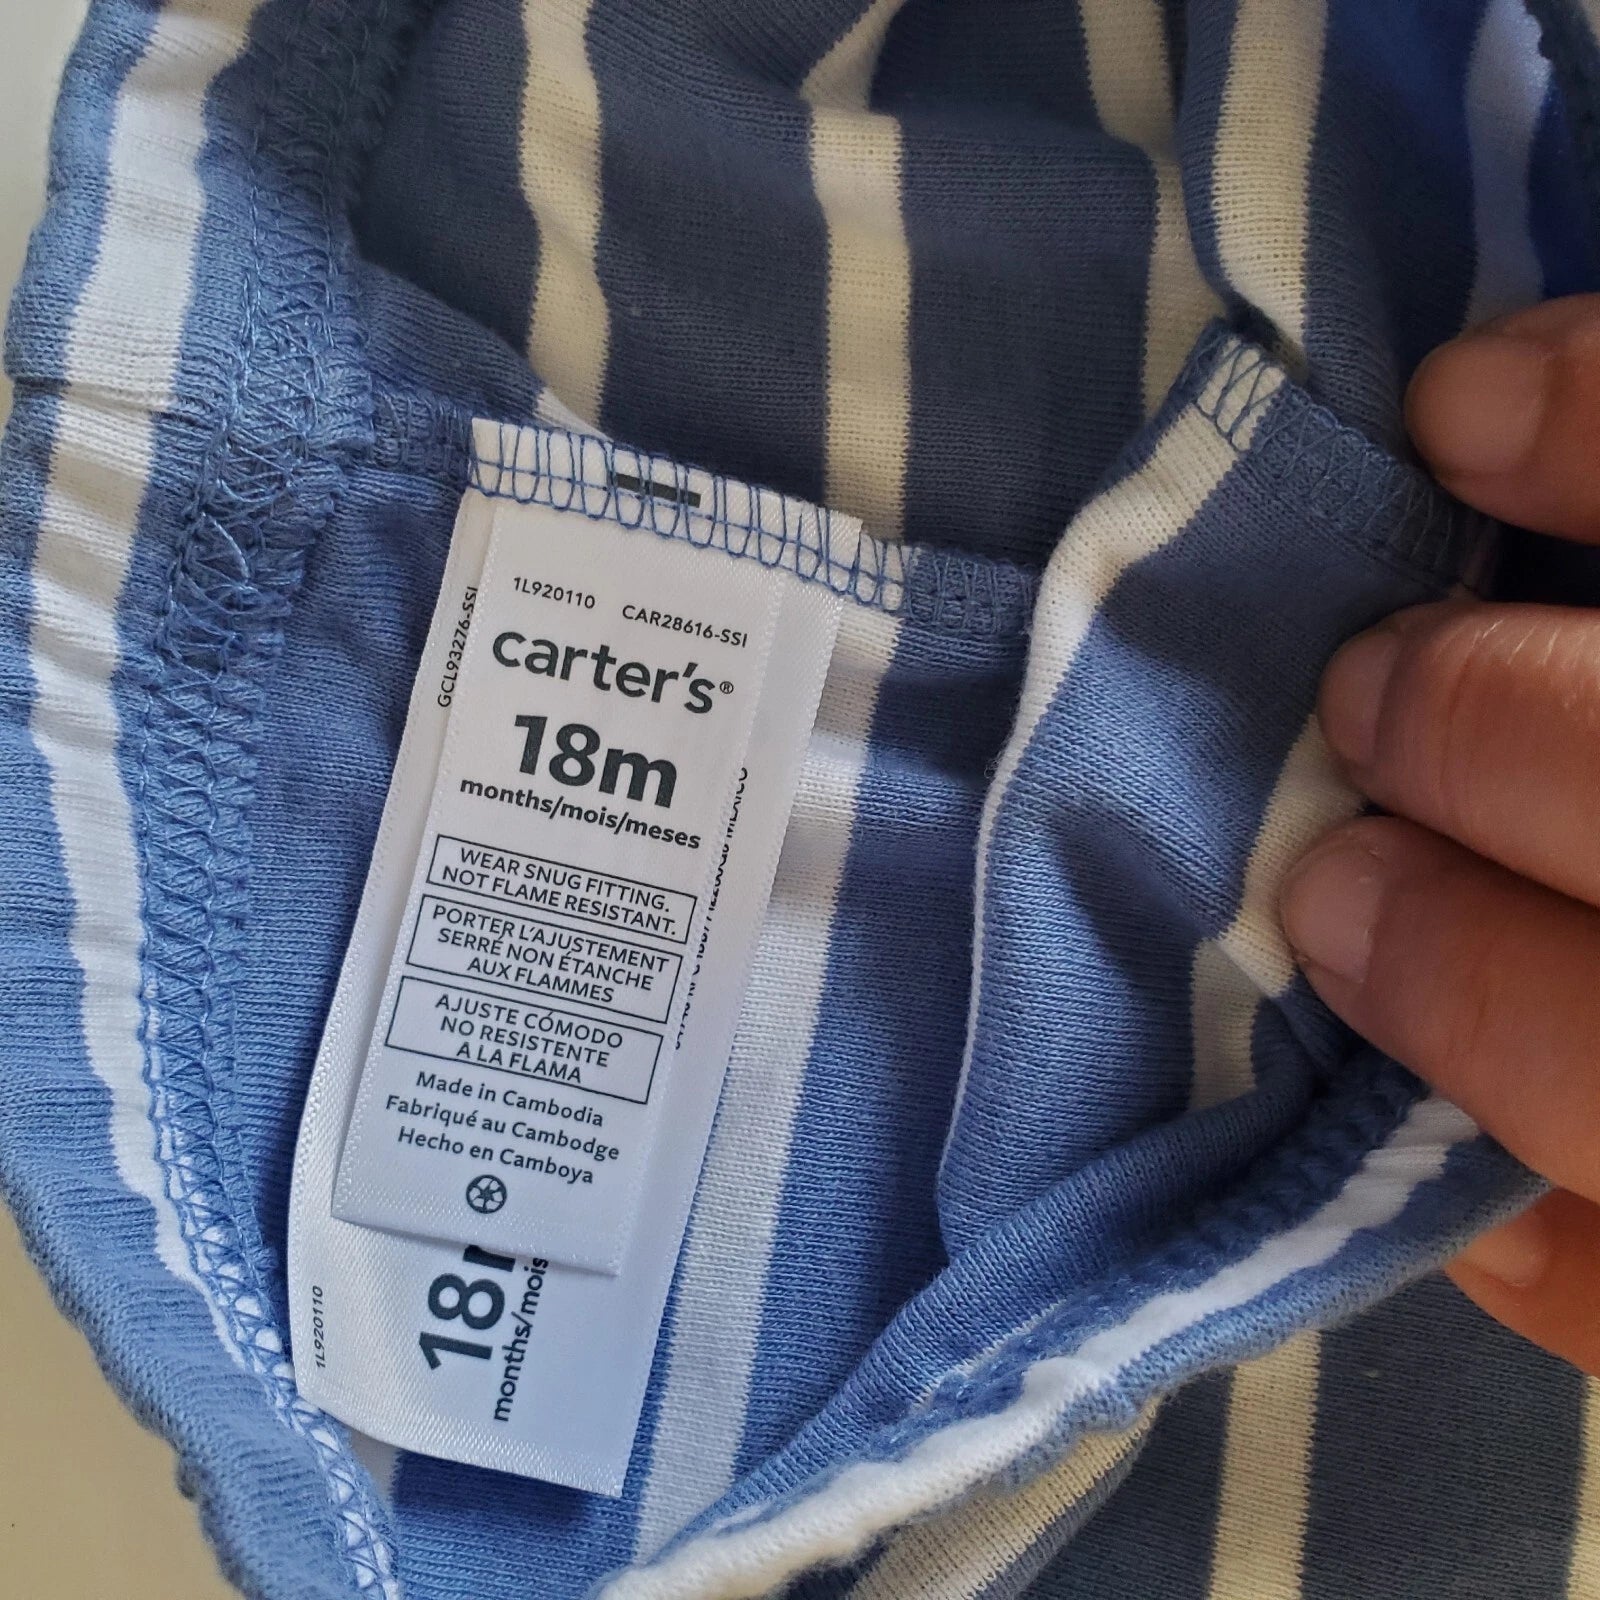 1L920110 CAR28616-SSI
carter's®
18m
months/mois/meses
WEAR SNUG FITTING.
NOT FLAME RESISTANT.
PORTER L'AJUSTEMENT
SERRÉ NON ÉTANCHE
AUX FLAMMES
AJUSTE CÓMODO
NO RESISTENTE
A LA FLAMA
Made in Cambodia
Fabriqué au Cambodge
Hecho en Camboya
GCL93276-SSI
1L920110
18
months/mois